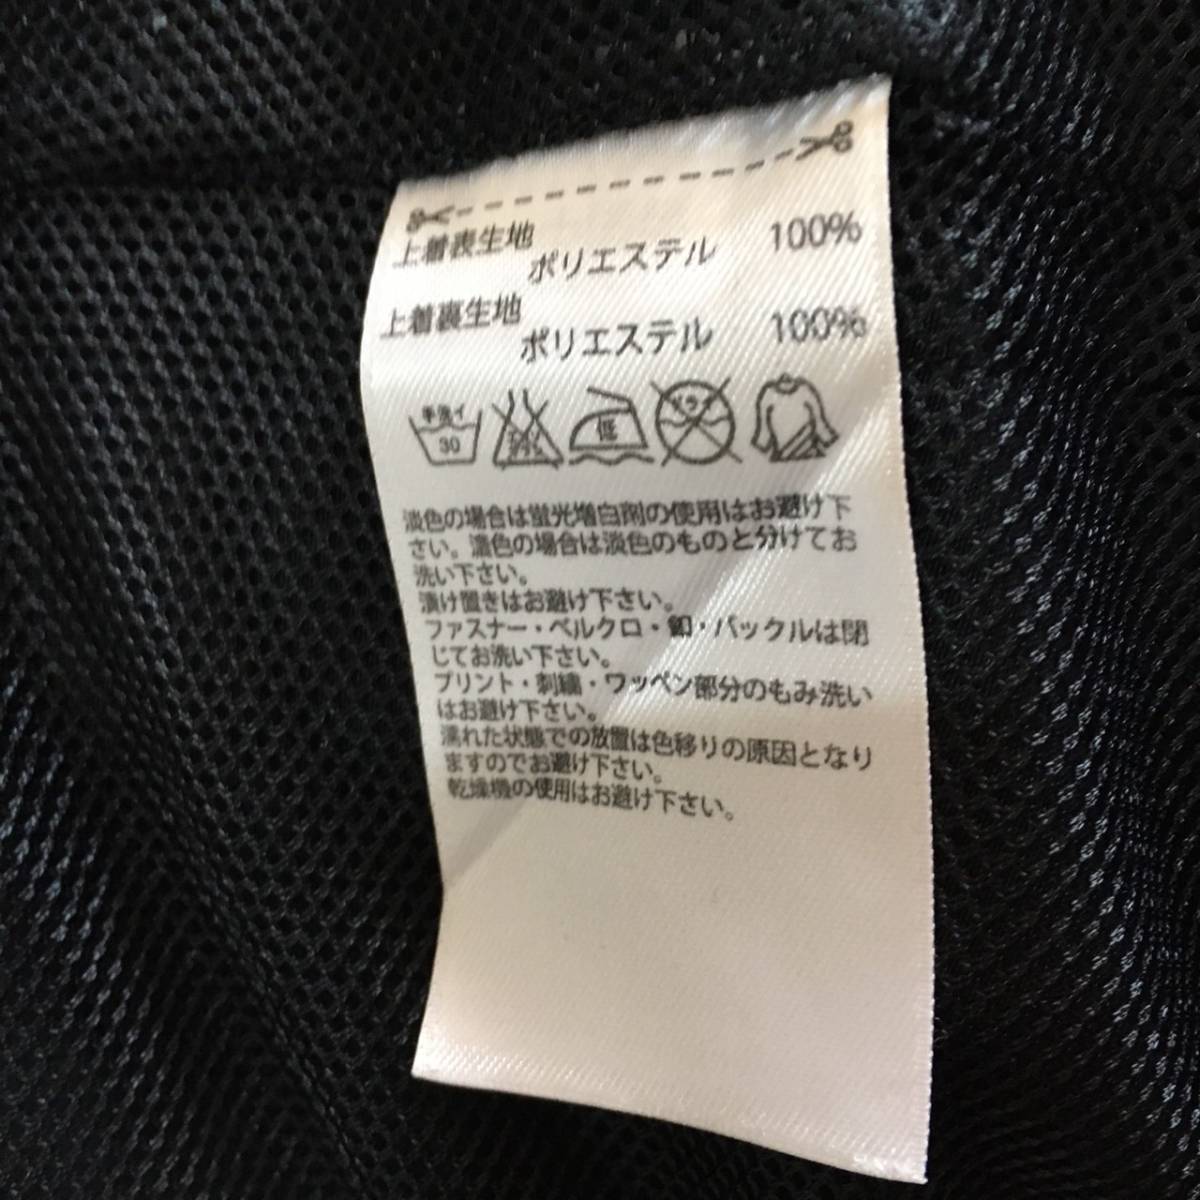 上着表生地
ポリエステル 100%
上着裏生地
ポリエステル 100%
手洗イ
30
低
淡色の場合は蛍光増白剤の使用はお避け下
さい。濃色の場合は淡色のものと分けてお
洗い下さい。
漬け置きはお避け下さい。
ファスナー・ベルクロ・釦・バックルは閉
じてお洗い下さい。
プリント・刺繍・ワッペン部分のもみ洗い
はお避け下さい。
濡れた状態での放置は色移りの原因となり
ますのでお避け下さい。
乾燥機の使用はお避け下さい。